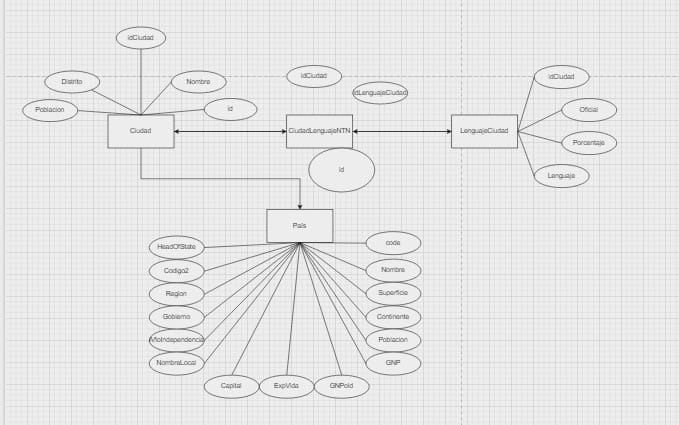 idCiudad
Distrito
Nombre
idCiudad
idLenguajeCiudad
idCiudad
Poblacion
id
Oficial
Ciudad
CiudadLenguajeNTN
LenguajeCiudad
Porcentaje
id
Lenguaje
País
HeadOfState
code
Codigo2
Nombre
Region
Superficie
Gobierno
Continente
AñoIndependencia
Poblacion
NombreLocal
GNP
Capital
ExpVida
GNPold